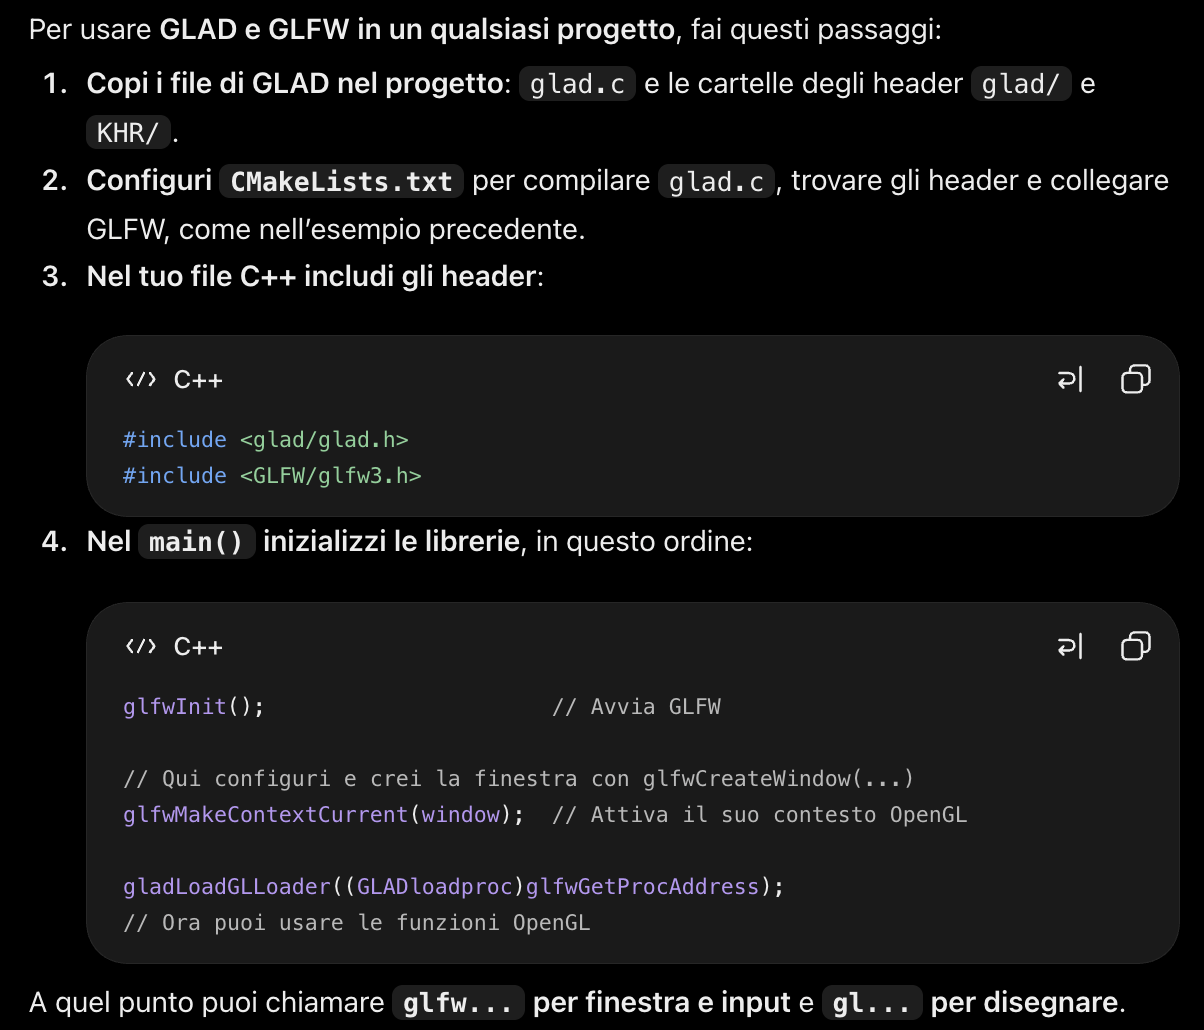 Per usare GLAD e GLFW in un qualsiasi progetto, fai questi passaggi:
1. Copi i file di GLAD nel progetto: glad.c e le cartelle degli header glad/ e
KHR/.
2. Configuri CMakeLists.txt per compilare glad.c, trovare gli header e collegare
GLFW, come nell’esempio precedente.
3. Nel tuo file C++ includi gli header:
</> C++
#include <glad/glad.h>
#include <GLFW/glfw3.h>
4. Nel main() inizializzi le librerie, in questo ordine:
</> C++
glfwInit();                      // Avvia GLFW
// Qui configuri e crei la finestra con glfwCreateWindow(...)
glfwMakeContextCurrent(window);  // Attiva il suo contesto OpenGL
gladLoadGLLoader((GLADloadproc)glfwGetProcAddress);
// Ora puoi usare le funzioni OpenGL
A quel punto puoi chiamare glfw... per finestra e input e gl... per disegnare.